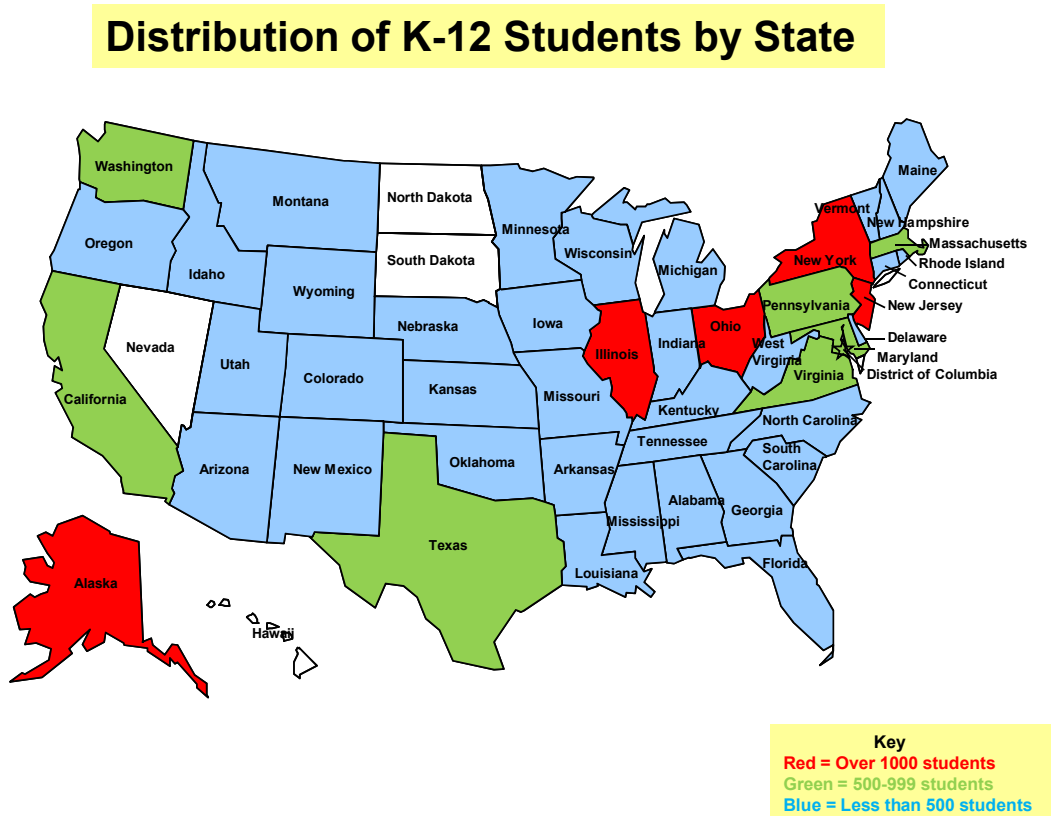 Distribution of K-12 Students by State
Maine
Washington
Montana
North Dakota
Vermont
New Hampshire
Minnesota
Oregon
Massachusetts
Wisconsin
New York
South Dakota
Rhode Island
Idaho
Michigan
Connecticut
Wyoming
Pennsylvania
New Jersey
Iowa
Nebraska
Ohio
Delaware
Nevada
Illinois
Indiana
West
Virginia
Maryland
Utah
Colorado
Virginia
District of Columbia
Kansas
Missouri
California
Kentucky
North Carolina
Tennessee
South
Carolina
Arizona
New Mexico
Oklahoma
Arkansas
Alabama
Georgia
Mississippi
Texas
Florida
Louisiana
Alaska
Hawaii
Key
Red = Over 1000 students
Green = 500-999 students
Blue = Less than 500 students